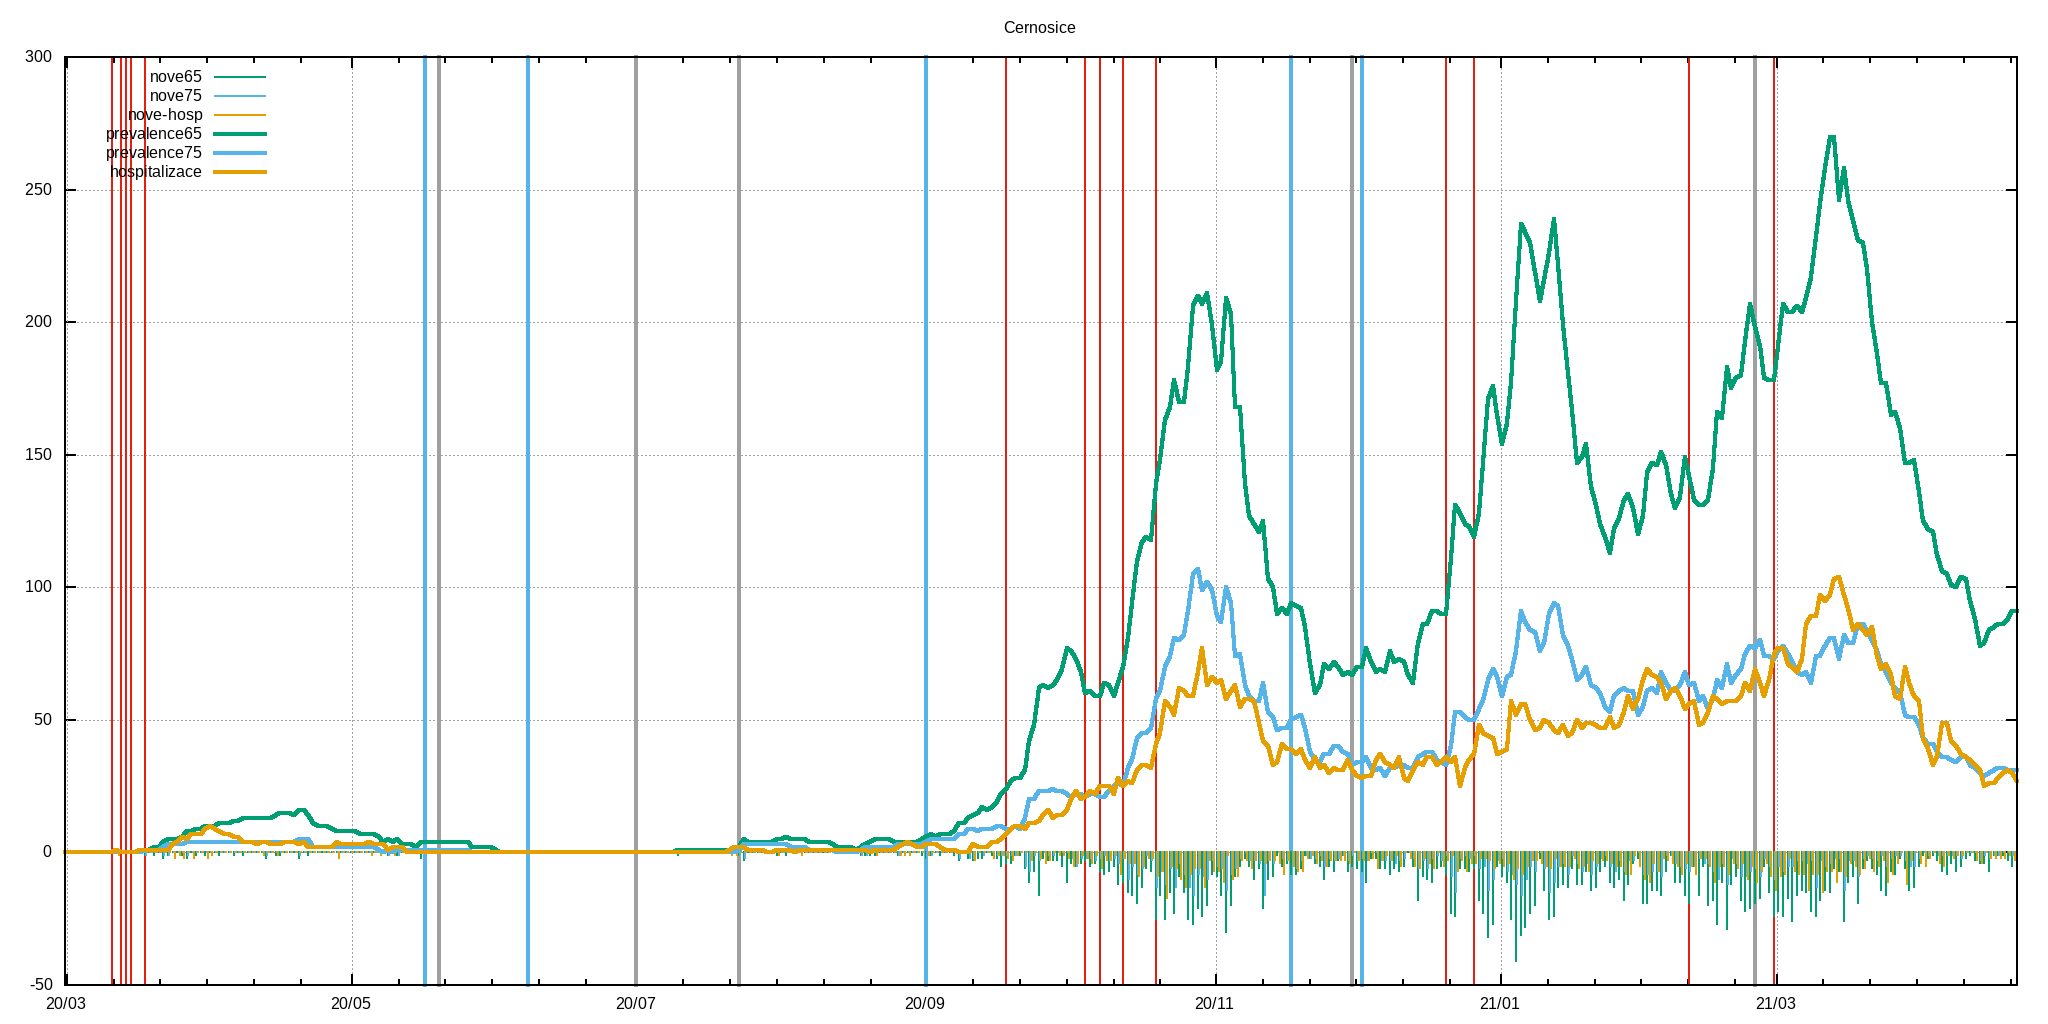 Cernosice
300
250
200
150
100
50
0
-50
nove65
nove75
nove-hosp
prevalence65
prevalence75
hospitalizace
20/03 20/05 20/07 20/09 20/11 21/01 21/03